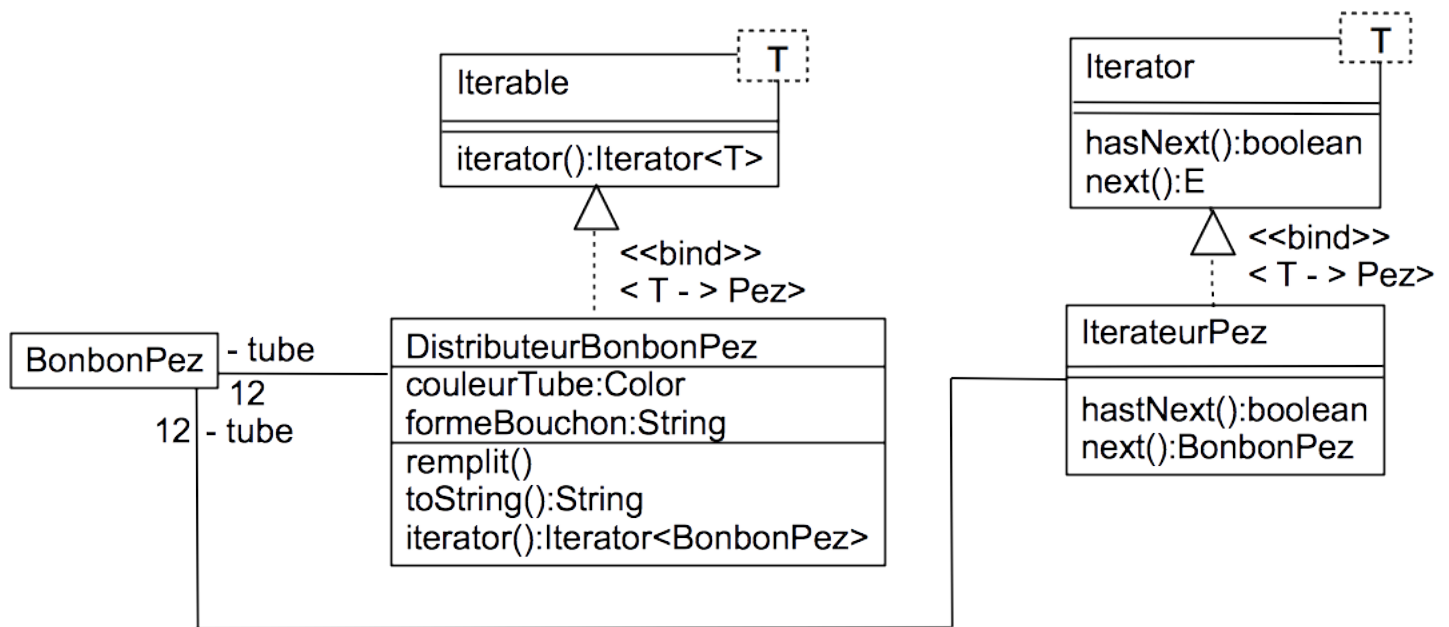 T
Iterable
iterator():Iterator<T>
<<bind>>
< T - > Pez>
T
Iterator
hasNext():boolean
next():E
<<bind>>
< T - > Pez>
BonbonPez
- tube
12
12 - tube
DistributeurBonbonPez
couleurTube:Color
formeBouchon:String
remplit()
toString():String
iterator():Iterator<BonbonPez>
IterateurPez
hastNext():boolean
next():BonbonPez